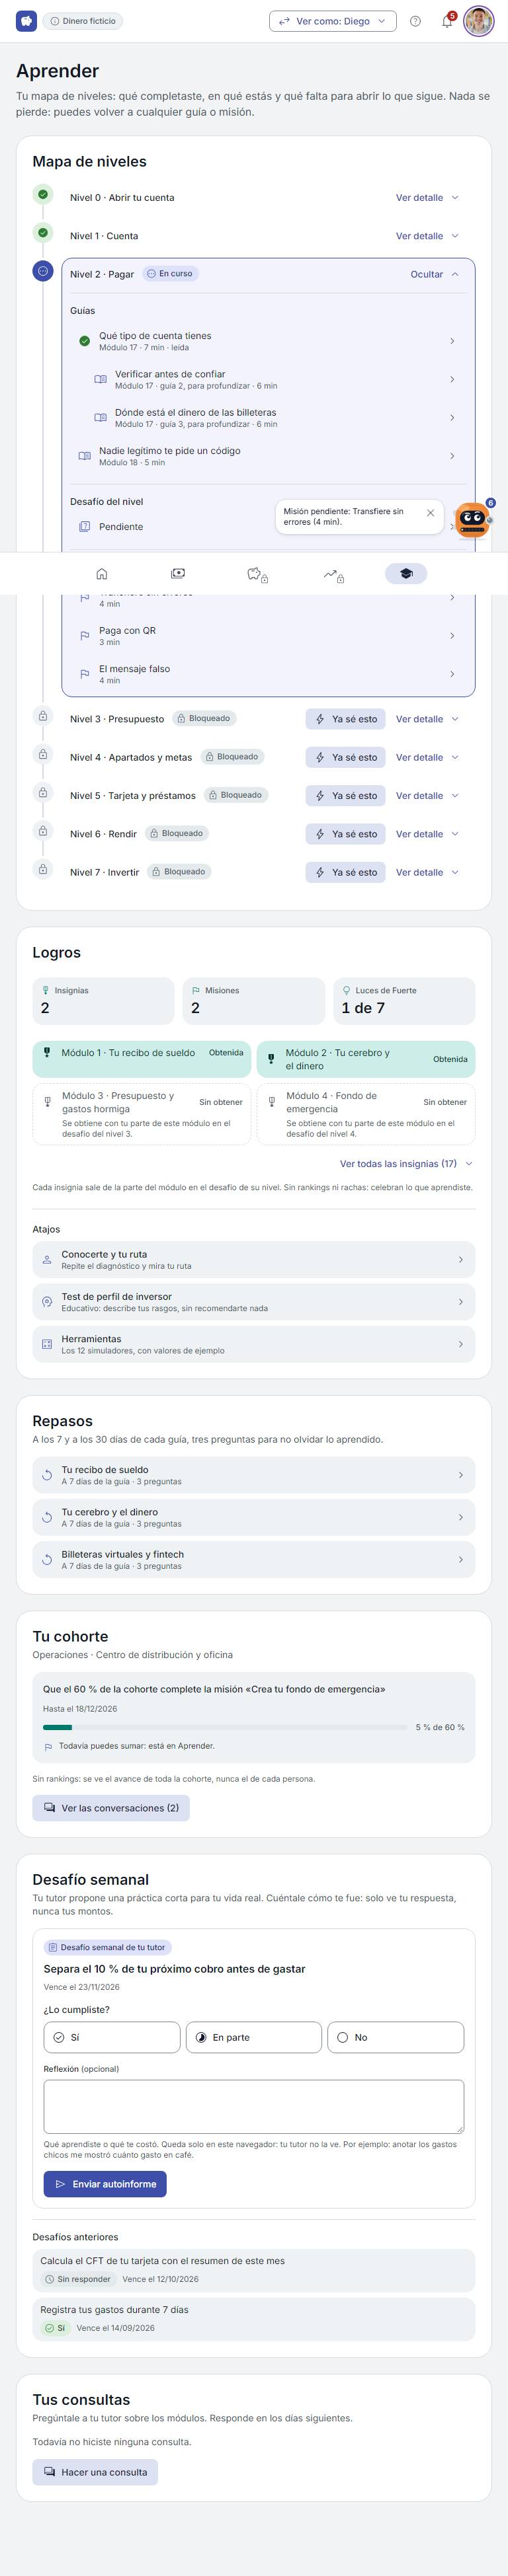 Dinero ficticio
Ver como: Diego
5
Aprender
Tu mapa de niveles: qué completaste, en qué estás y qué falta para abrir lo que sigue. Nada se
pierde: puedes volver a cualquier guía o misión.
Mapa de niveles
Nivel 0 · Abrir tu cuenta
Ver detalle
Nivel 1 · Cuenta
Ver detalle
Nivel 2 · Pagar
En curso
Ocultar
Guías
Qué tipo de cuenta tienes
Módulo 17 · 7 min · leída
Verificar antes de confiar
Módulo 17 · guía 2, para profundizar · 6 min
Dónde está el dinero de las billeteras
Módulo 17 · guía 3, para profundizar · 6 min
Nadie legítimo te pide un código
Módulo 18 · 5 min
Desafío del nivel
Pendiente
Misión pendiente: Transfiere sin
errores (4 min).
6
4 min
Paga con QR
3 min
El mensaje falso
4 min
Nivel 3 · Presupuesto
Bloqueado
Ya sé esto
Ver detalle
Nivel 4 · Apartados y metas
Bloqueado
Ya sé esto
Ver detalle
Nivel 5 · Tarjeta y préstamos
Bloqueado
Ya sé esto
Ver detalle
Nivel 6 · Rendir
Bloqueado
Ya sé esto
Ver detalle
Nivel 7 · Invertir
Bloqueado
Ya sé esto
Ver detalle
Logros
Insignias
2
Misiones
2
Luces de Fuerte
1 de 7
Módulo 1 · Tu recibo de sueldo
Obtenida
Módulo 2 · Tu cerebro y
el dinero
Obtenida
Módulo 3 · Presupuesto y
gastos hormiga
Sin obtener
Se obtiene con tu parte de este módulo en el
desafío del nivel 3.
Módulo 4 · Fondo de
emergencia
Sin obtener
Se obtiene con tu parte de este módulo en el
desafío del nivel 4.
Ver todas las insignias (17)
Cada insignia sale de la parte del módulo en el desafío de su nivel. Sin rankings ni rachas: celebran lo que aprendiste.
Atajos
Conocerte y tu ruta
Repite el diagnóstico y mira tu ruta
Test de perfil de inversor
Educativo: describe tus rasgos, sin recomendarte nada
Herramientas
Los 12 simuladores, con valores de ejemplo
Repasos
A los 7 y a los 30 días de cada guía, tres preguntas para no olvidar lo aprendido.
Tu recibo de sueldo
A 7 días de la guía · 3 preguntas
Tu cerebro y el dinero
A 7 días de la guía · 3 preguntas
Billeteras virtuales y fintech
A 7 días de la guía · 3 preguntas
Tu cohorte
Operaciones · Centro de distribución y oficina
Que el 60 % de la cohorte complete la misión «Crea tu fondo de emergencia»
Hasta el 18/12/2026
5 % de 60 %
Todavía puedes sumar: está en Aprender.
Sin rankings: se ve el avance de toda la cohorte, nunca el de cada persona.
Ver las conversaciones (2)
Desafío semanal
Tu tutor propone una práctica corta para tu vida real. Cuéntale cómo te fue: solo ve tu respuesta,
nunca tus montos.
Desafío semanal de tu tutor
Separa el 10 % de tu próximo cobro antes de gastar
Vence el 23/11/2026
¿Lo cumpliste?
Sí
En parte
No
Reflexión (opcional)
Qué aprendiste o qué te costó. Queda solo en este navegador: tu tutor no la ve. Por ejemplo: anotar los gastos
chicos me mostró cuánto gasto en café.
Enviar autoinforme
Desafíos anteriores
Calcula el CFT de tu tarjeta con el resumen de este mes
Sin responder
Vence el 12/10/2026
Registra tus gastos durante 7 días
Sí
Vence el 14/09/2026
Tus consultas
Pregúntale a tu tutor sobre los módulos. Responde en los días siguientes.
Todavía no hiciste ninguna consulta.
Hacer una consulta